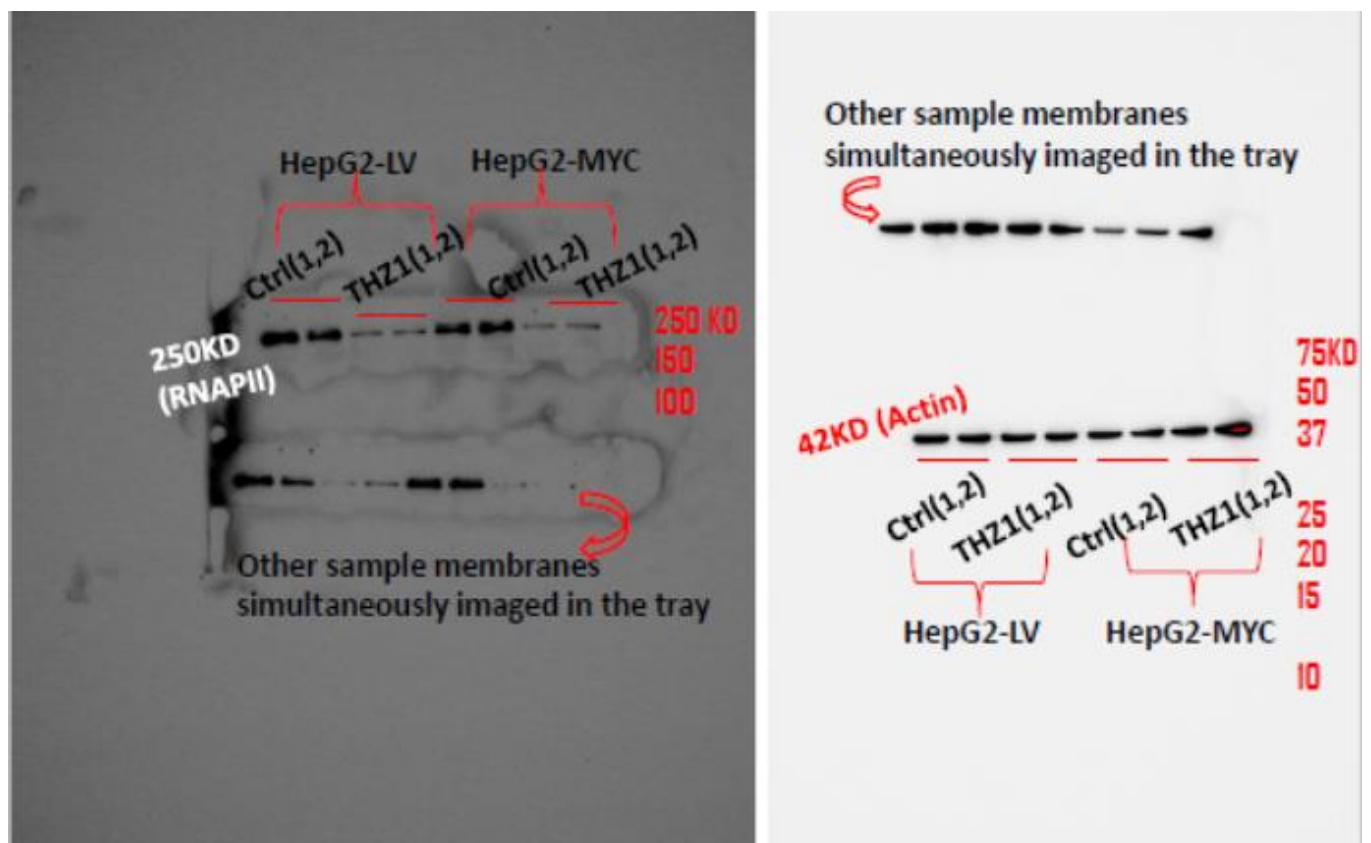 HepG2-LV
HepG2-MYC
Ctrl(1,2)
THZ1(1,2)
Ctrl(1,2)
THZ1(1,2)
250KD
(RNAPII)
250 KD
150
100
Other sample membranes
simultaneously imaged in the tray
Other sample membranes
simultaneously imaged in the tray
75KD
50
37
25
20
15
10
42KD (Actin)
Ctrl(1,2)
THZ1(1,2)
Ctrl(1,2)
THZ1(1,2)
HepG2-LV
HepG2-MYC